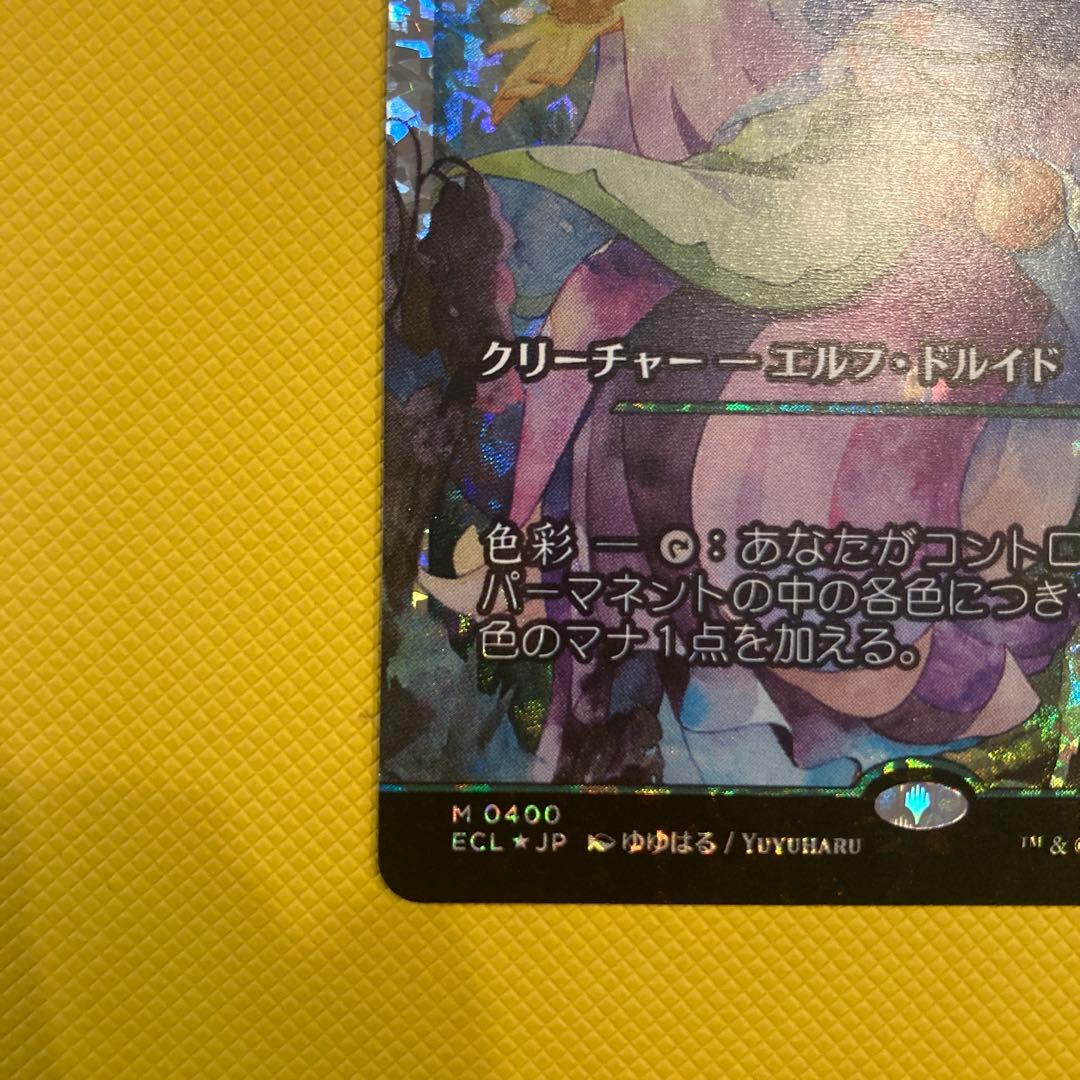 クリーチャー — エルフ・ドルイド
色彩 — : あなたがコントロ
パーマネントの中の各色につき
色のマナ1点を加える。
M 0400
ECL★JP ゆゆはる / YUYUHARU
™ &